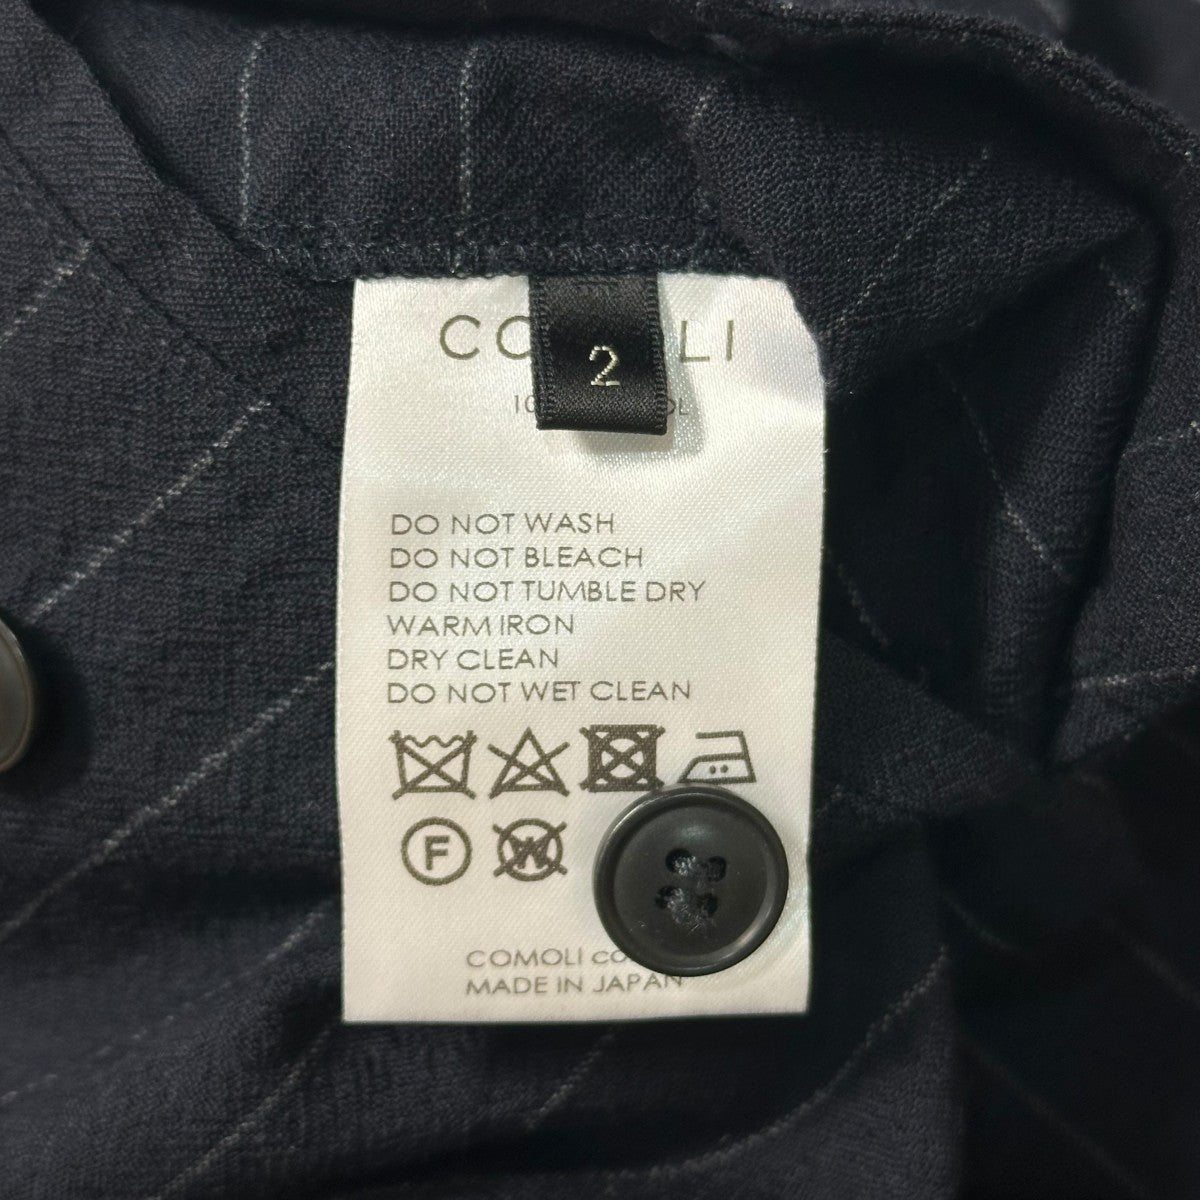 2
DO NOT WASH
DO NOT BLEACH
DO NOT TUMBLE DRY
WARM IRON
DRY CLEAN
DO NOT WET CLEAN
F W
COMOLI
MADE IN JAPAN